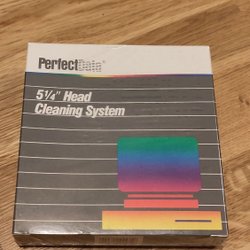 PerfectData®
5¼" Head
Cleaning System